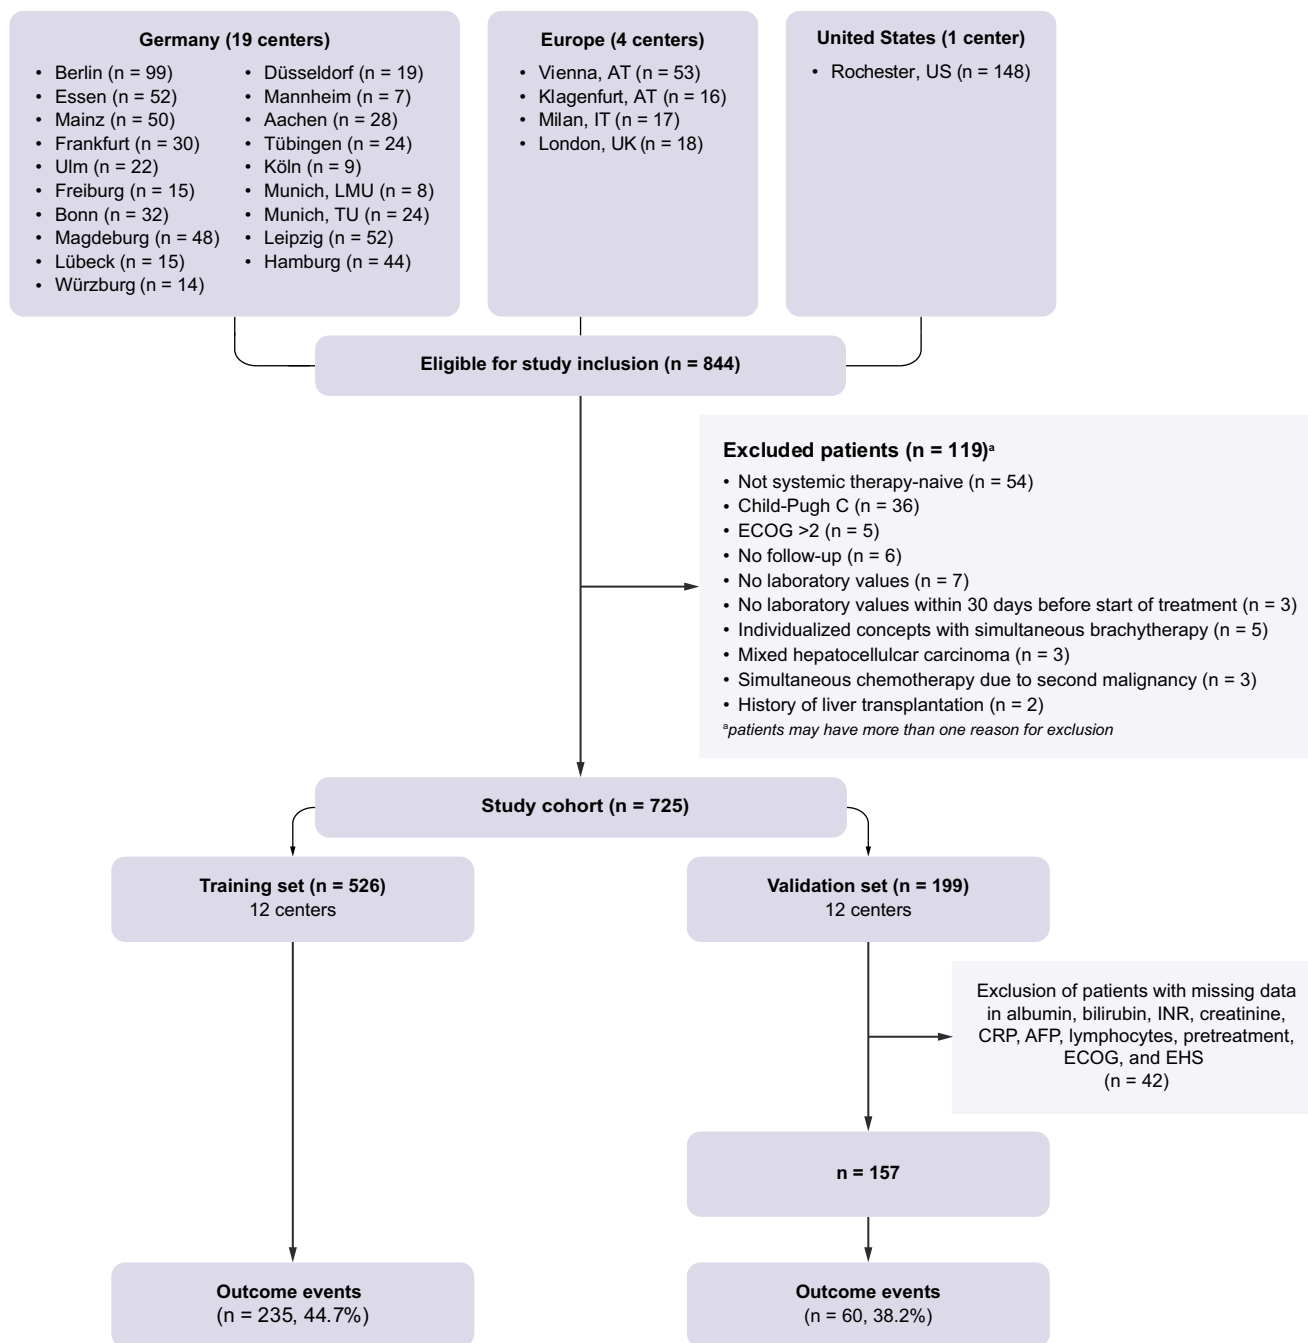 Germany (19 centers)
• Berlin (n = 99)
• Essen (n = 52)
• Mainz (n = 50)
• Frankfurt (n = 30)
• Ulm (n = 22)
• Freiburg (n = 15)
• Bonn (n = 32)
• Magdeburg (n = 48)
• Lübeck (n = 15)
• Würzburg (n = 14)
• Düsseldorf (n = 19)
• Mannheim (n = 7)
• Aachen (n = 28)
• Tübingen (n = 24)
• Köln (n = 9)
• Munich, LMU (n = 8)
• Munich, TU (n = 24)
• Leipzig (n = 52)
• Hamburg (n = 44)
Europe (4 centers)
• Vienna, AT (n = 53)
• Klagenfurt, AT (n = 16)
• Milan, IT (n = 17)
• London, UK (n = 18)
United States (1 center)
• Rochester, US (n = 148)
Eligible for study inclusion (n = 844)
Excluded patients (n = 119)ᵃ
• Not systemic therapy-naive (n = 54)
• Child-Pugh C (n = 36)
• ECOG >2 (n = 5)
• No follow-up (n = 6)
• No laboratory values (n = 7)
• No laboratory values within 30 days before start of treatment (n = 3)
• Individualized concepts with simultaneous brachytherapy (n = 5)
• Mixed hepatocellulcar carcinoma (n = 3)
• Simultaneous chemotherapy due to second malignancy (n = 3)
• History of liver transplantation (n = 2)
ᵃpatients may have more than one reason for exclusion
Study cohort (n = 725)
Training set (n = 526)
12 centers
Validation set (n = 199)
12 centers
Exclusion of patients with missing data
in albumin, bilirubin, INR, creatinine,
CRP, AFP, lymphocytes, pretreatment,
ECOG, and EHS
(n = 42)
n = 157
Outcome events
(n = 235, 44.7%)
Outcome events
(n = 60, 38.2%)